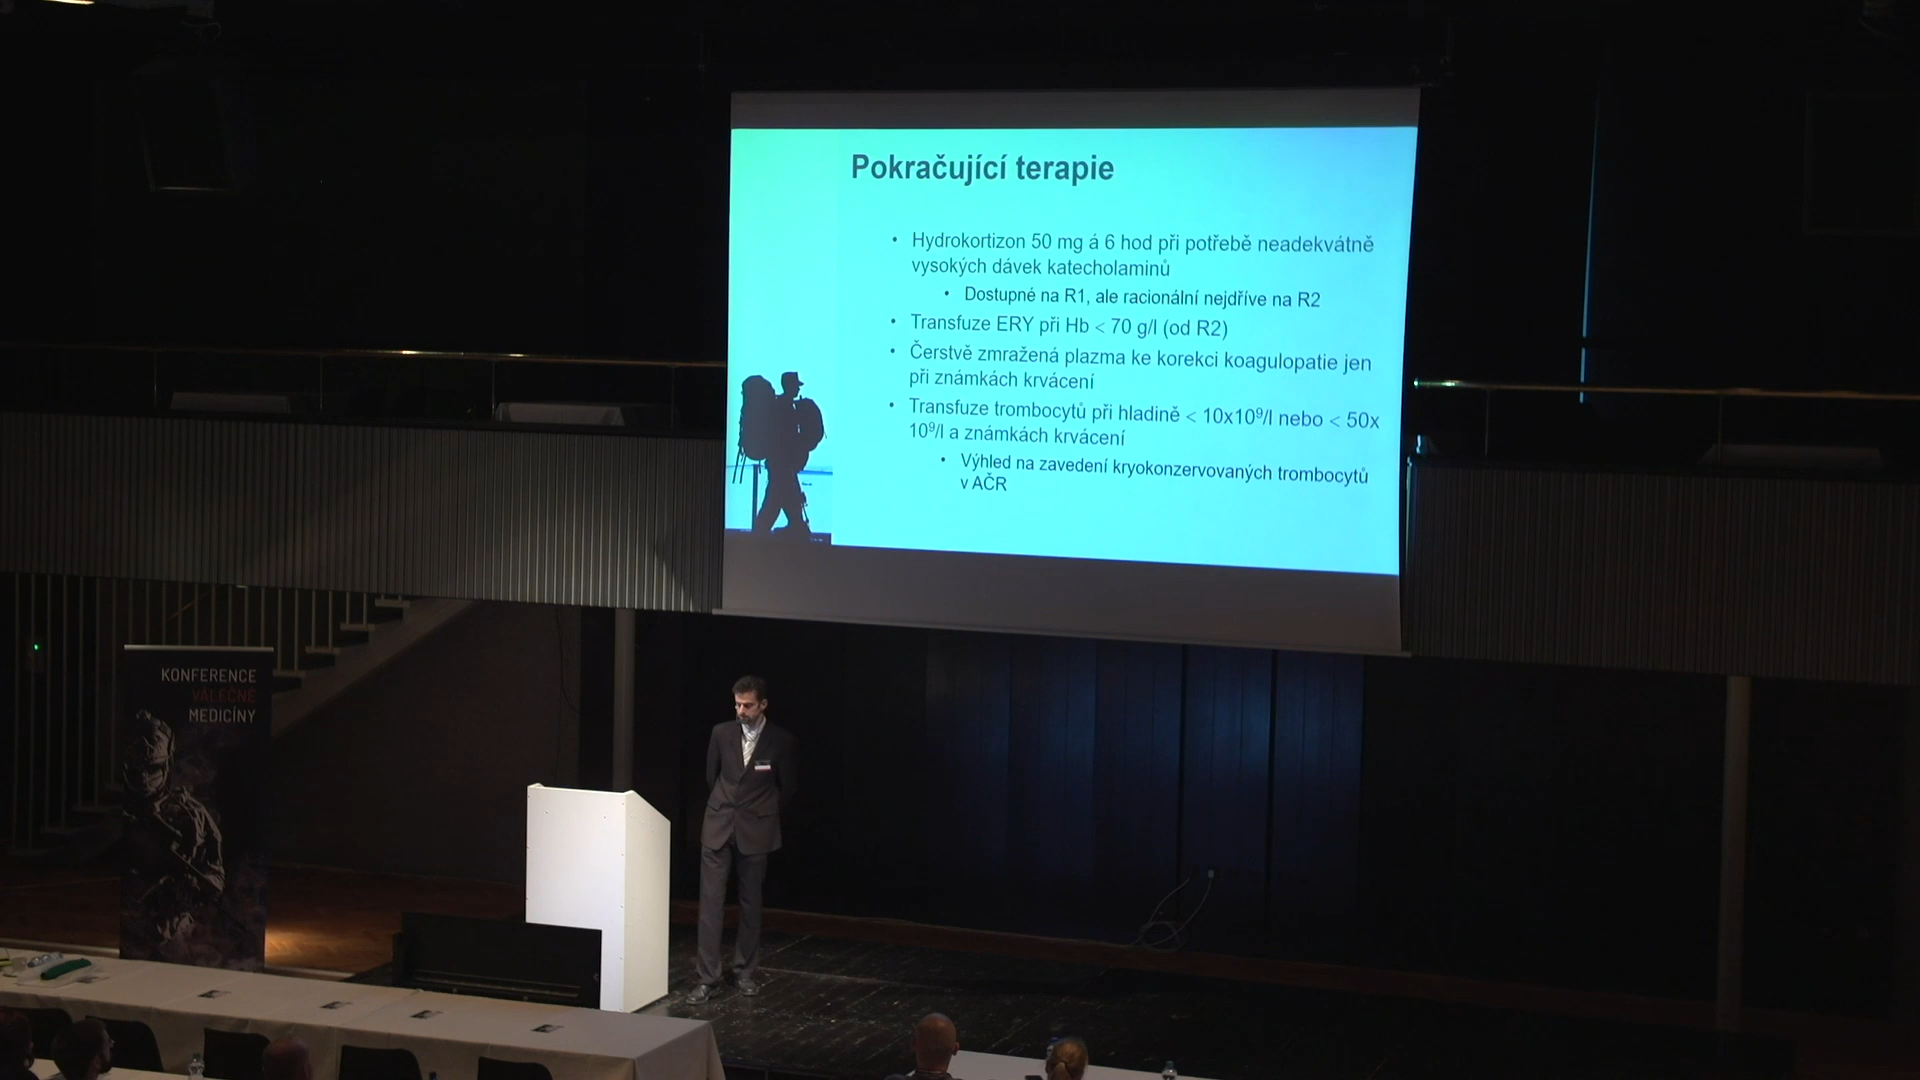 Pokračující terapie
• Hydrokortizon 50 mg á 6 hod při potřebě neadekvátně
vysokých dávek katecholaminů
• Dostupné na R1, ale racionální nejdříve na R2
• Transfuze ERY při Hb < 70 g/l (od R2)
• Čerstvě zmražená plazma ke korekci koagulopatie jen
při známkách krvácení
• Transfuze trombocytů při hladině < 10x10⁹/l nebo < 50x
10⁹/l a známkách krvácení
• Výhled na zavedení kryokonzervovaných trombocytů
v AČR
KONFERENCE
VÁLEČNÉ
MEDICÍNY